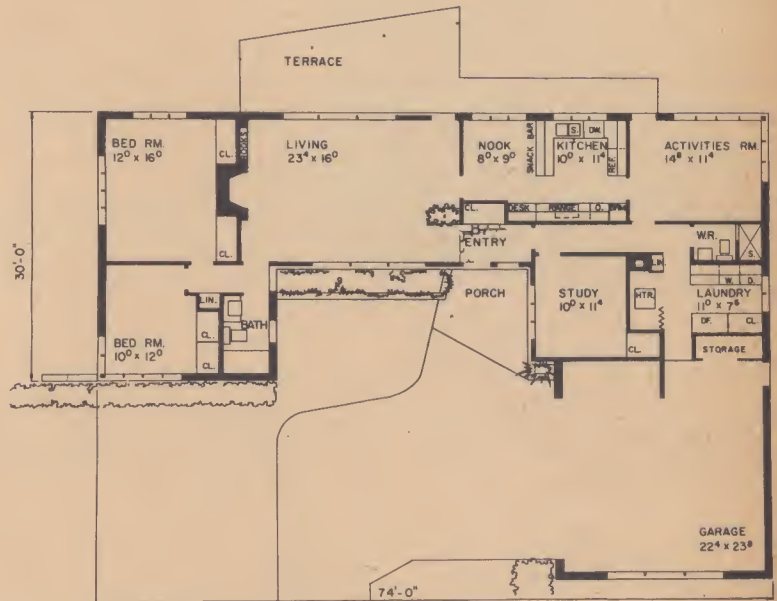 TERRACE
BED RM.
12⁰ x 16⁰
CL.
BOOKS
LIVING
23⁴ x 16⁰
NOOK
8⁰ x 9⁰
SNACK BAR
S.
DW.
KITCHEN
10⁰ x 11⁴
REF.
ACTIVITIES RM.
14⁸ x 11⁴
CL.
CL.
DESK
RANGE
O.
ENTRY
W.R.
S.
30'-0"
BED RM.
10⁰ x 12⁰
LIN.
CL.
CL.
BATH
PORCH
STUDY
10⁰ x 11⁴
CL.
LIN.
HTR.
W.
D.
LAUNDRY
11⁰ x 7⁶
DF.
CL.
STORAGE
GARAGE
22⁴ x 23⁸
74'-0"